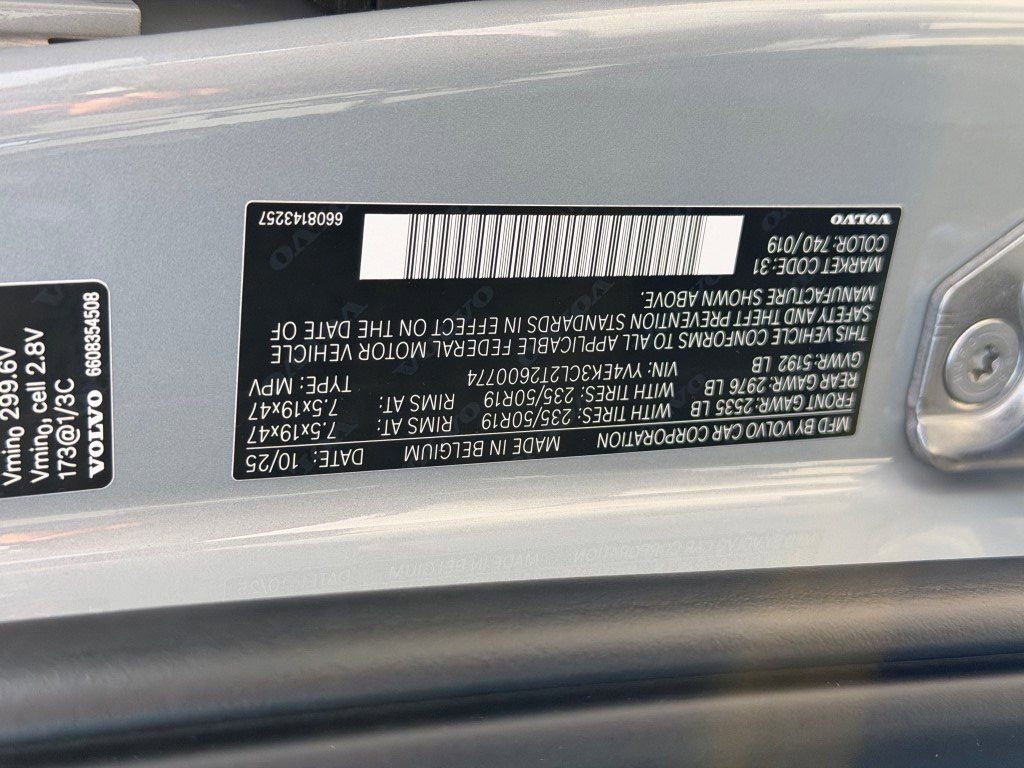 MFD BY VOLVO CAR CORPORATION MADE IN BELGIUM DATE: 10/25
FRONT GAWR: 2535 LB WITH TIRES: 235/50R19 RIMS AT: 7.5x19x47
REAR GAWR: 2976 LB WITH TIRES: 235/50R19 RIMS AT: 7.5x19x47
GVWR: 5192 LB VIN: YV4EK3CL2T2600774 TYPE: MPV
THIS VEHICLE CONFORMS TO ALL APPLICABLE FEDERAL MOTOR VEHICLE
SAFETY AND THEFT PREVENTION STANDARDS IN EFFECT ON THE DATE OF
MANUFACTURE SHOWN ABOVE.
MARKET CODE: 31
COLOR: 740/019
VOLVO 6608143257
Vmin0 299.6V
Vmin0, cell 2.8V
173@1/3C
VOLVO 6608354508